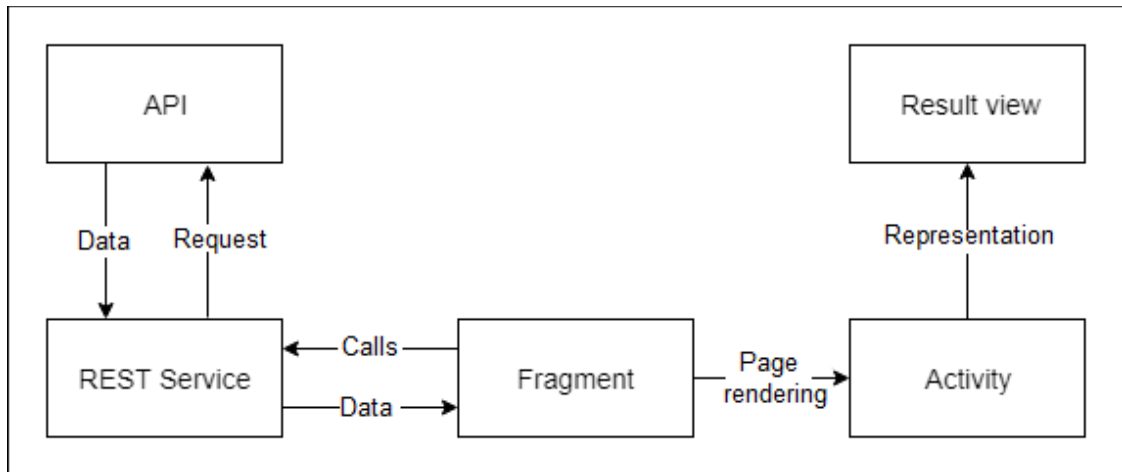 API
Result view
Data
Request
Representation
REST Service
Calls
Data
Fragment
Page
rendering
Activity